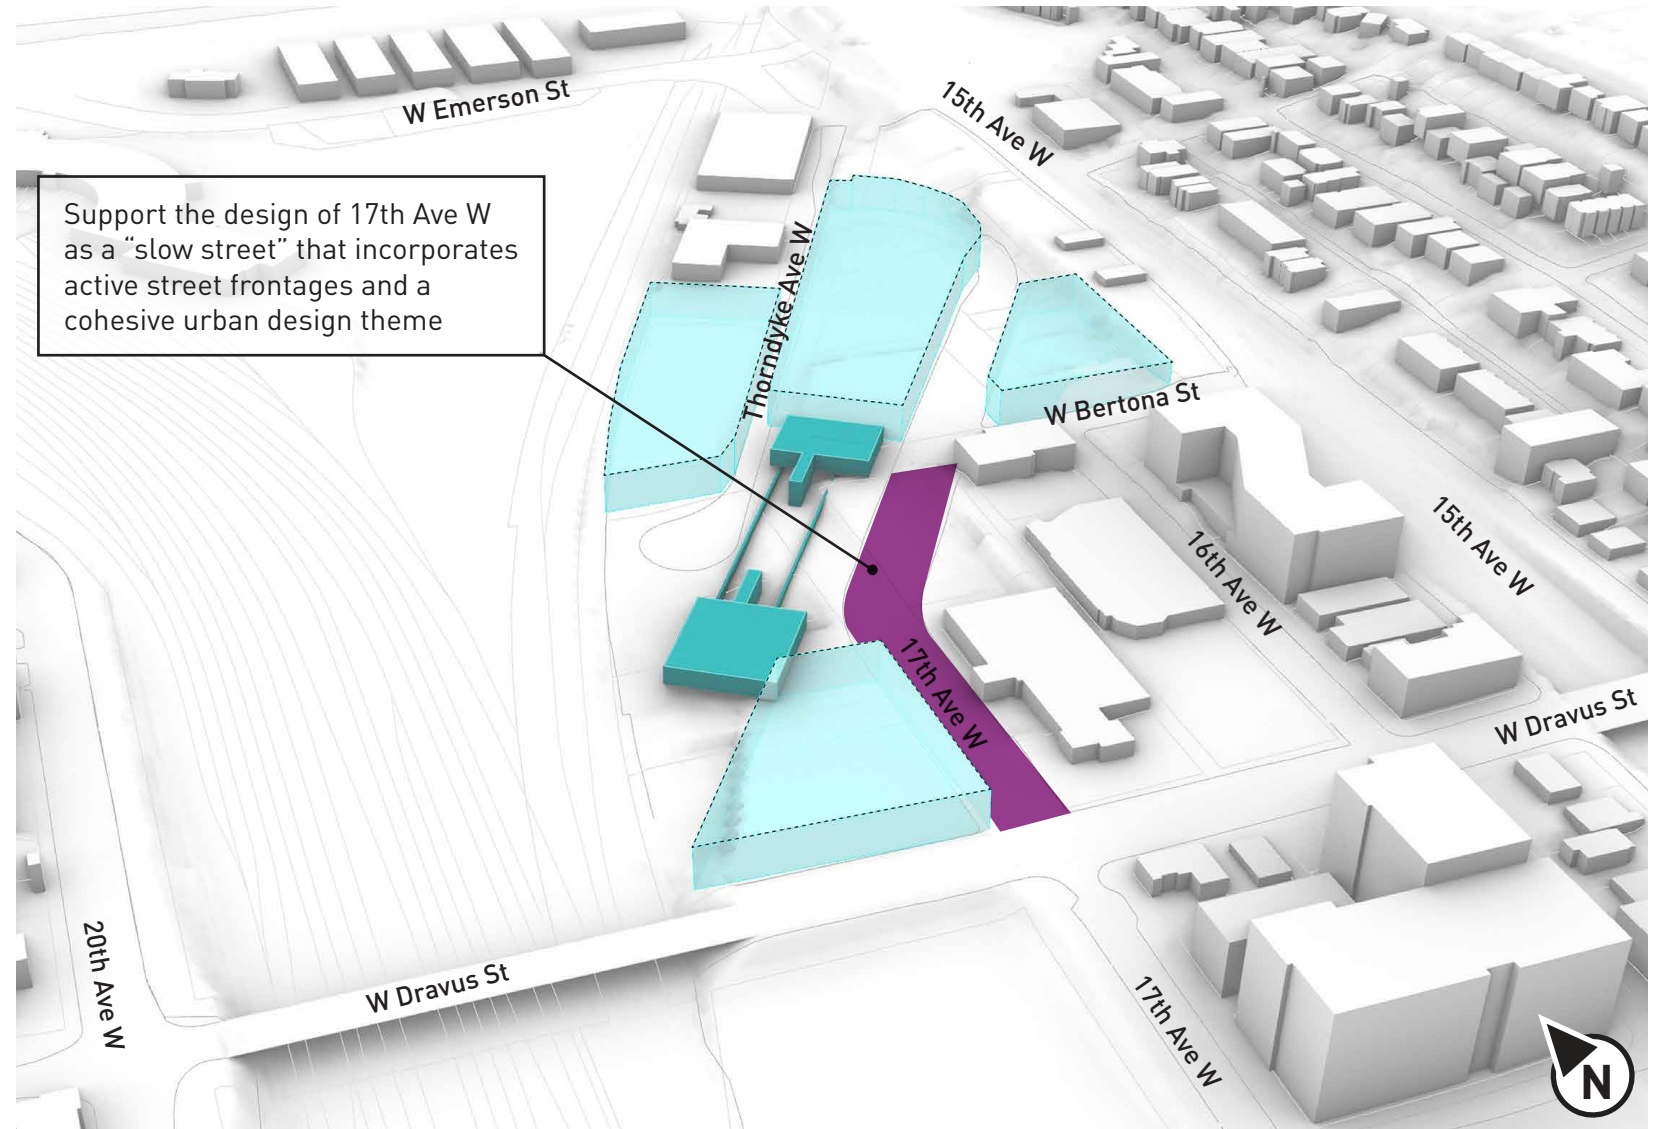 W Emerson St
15th Ave W
Support the design of 17th Ave W
as a “slow street” that incorporates
active street frontages and a
cohesive urban design theme
Thorndyke Ave W
W Bertona St
15th Ave W
16th Ave W
17th Ave W
W Dravus St
20th Ave W
W Dravus St
17th Ave W
N